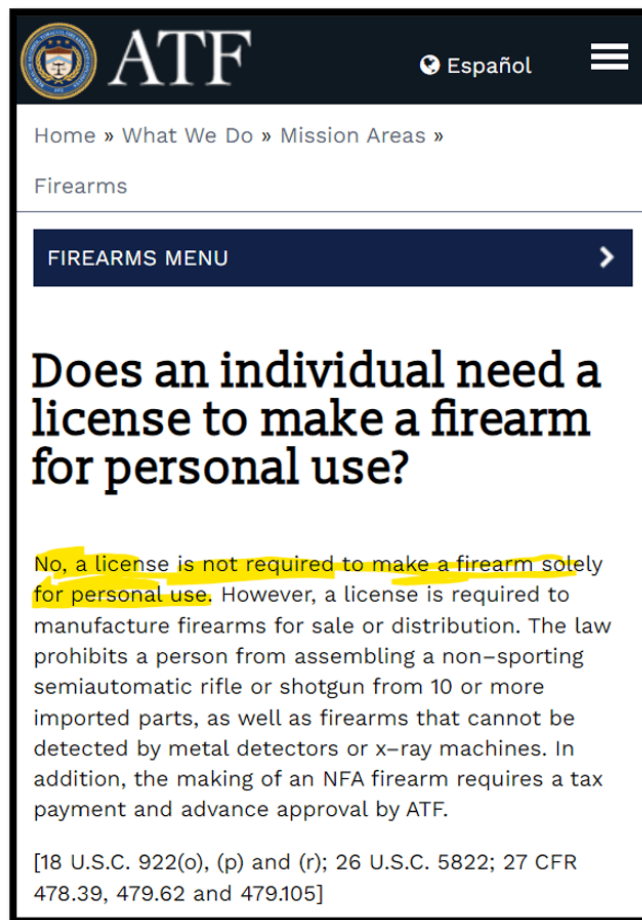 ATF
Español
Home » What We Do » Mission Areas »
Firearms
FIREARMS MENU
Does an individual need a
license to make a firearm
for personal use?
No, a license is not required to make a firearm solely
for personal use. However, a license is required to
manufacture firearms for sale or distribution. The law
prohibits a person from assembling a non–sporting
semiautomatic rifle or shotgun from 10 or more
imported parts, as well as firearms that cannot be
detected by metal detectors or x–ray machines. In
addition, the making of an NFA firearm requires a tax
payment and advance approval by ATF.
[18 U.S.C. 922(o), (p) and (r); 26 U.S.C. 5822; 27 CFR
478.39, 479.62 and 479.105]